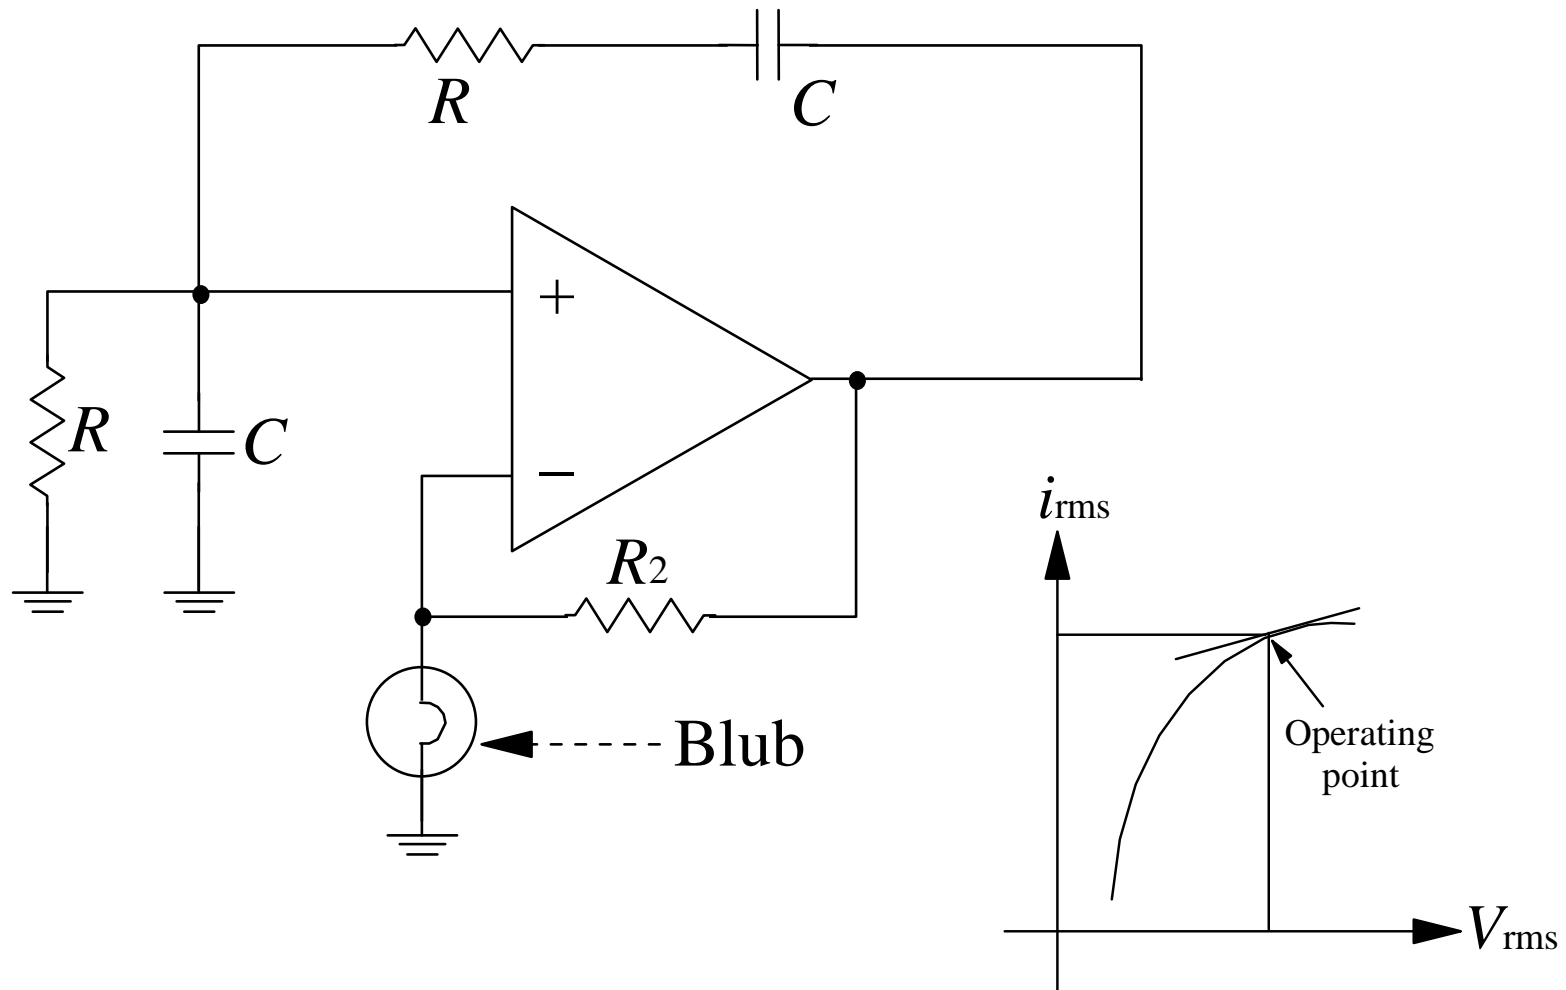 R
C
+
R
C
−
R2
Blub
irms
Operating
point
Vrms